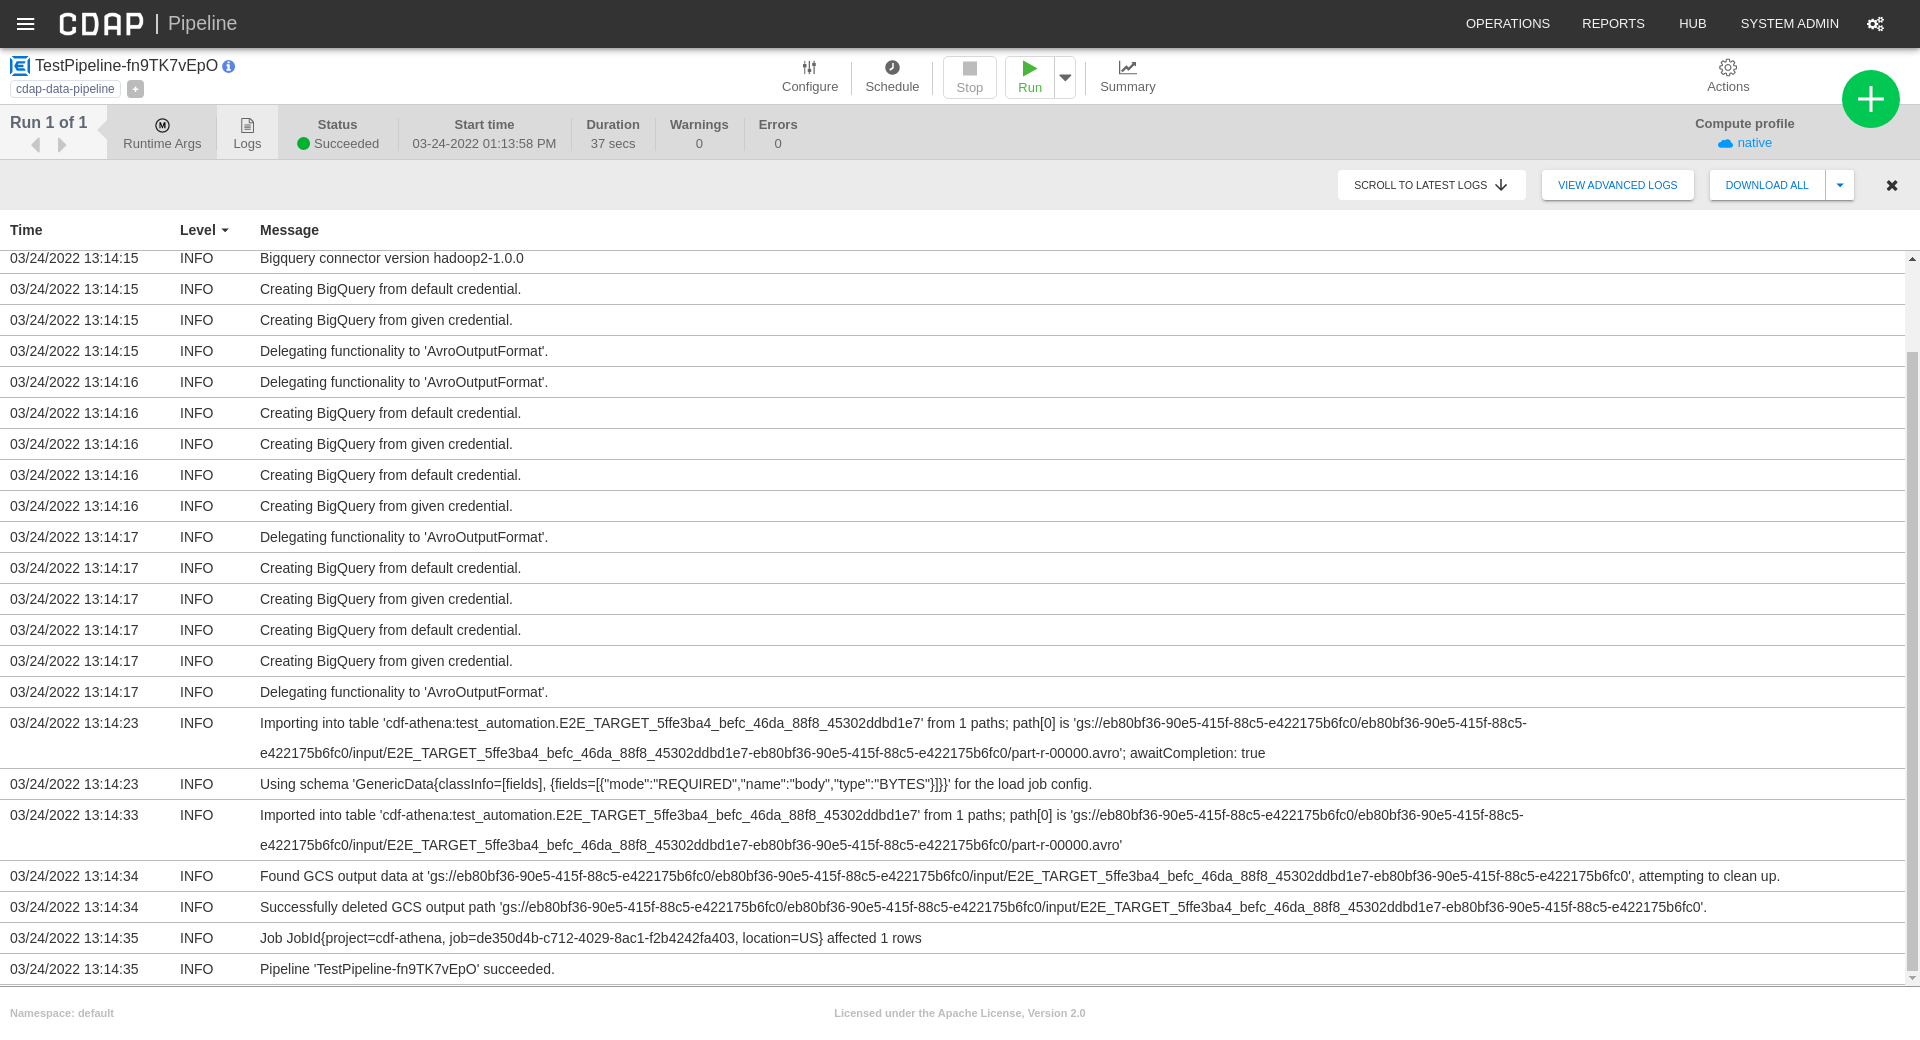 CDAP | Pipeline
OPERATIONS REPORTS HUB SYSTEM ADMIN
TestPipeline-fn9TK7vEpO
cdap-data-pipeline +
Configure Schedule Stop Run Summary Actions
Run 1 of 1
Runtime Args Logs
Status Start time Duration Warnings Errors Compute profile
Succeeded 03-24-2022 01:13:58 PM 37 secs 0 0 native
SCROLL TO LATEST LOGS VIEW ADVANCED LOGS DOWNLOAD ALL
Time Level Message
03/24/2022 13:14:15 INFO Bigquery connector version hadoop2-1.0.0
03/24/2022 13:14:15 INFO Creating BigQuery from default credential.
03/24/2022 13:14:15 INFO Creating BigQuery from given credential.
03/24/2022 13:14:15 INFO Delegating functionality to 'AvroOutputFormat'.
03/24/2022 13:14:16 INFO Delegating functionality to 'AvroOutputFormat'.
03/24/2022 13:14:16 INFO Creating BigQuery from default credential.
03/24/2022 13:14:16 INFO Creating BigQuery from given credential.
03/24/2022 13:14:16 INFO Creating BigQuery from default credential.
03/24/2022 13:14:16 INFO Creating BigQuery from given credential.
03/24/2022 13:14:17 INFO Delegating functionality to 'AvroOutputFormat'.
03/24/2022 13:14:17 INFO Creating BigQuery from default credential.
03/24/2022 13:14:17 INFO Creating BigQuery from given credential.
03/24/2022 13:14:17 INFO Creating BigQuery from default credential.
03/24/2022 13:14:17 INFO Creating BigQuery from given credential.
03/24/2022 13:14:17 INFO Delegating functionality to 'AvroOutputFormat'.
03/24/2022 13:14:23 INFO Importing into table 'cdf-athena:test_automation.E2E_TARGET_5ffe3ba4_befc_46da_88f8_45302ddbd1e7' from 1 paths; path[0] is 'gs://eb80bf36-90e5-415f-88c5-e422175b6fc0/eb80bf36-90e5-415f-88c5-
e422175b6fc0/input/E2E_TARGET_5ffe3ba4_befc_46da_88f8_45302ddbd1e7-eb80bf36-90e5-415f-88c5-e422175b6fc0/part-r-00000.avro'; awaitCompletion: true
03/24/2022 13:14:23 INFO Using schema 'GenericData{classInfo=[fields], {fields=[{"mode":"REQUIRED","name":"body","type":"BYTES"}]}}' for the load job config.
03/24/2022 13:14:33 INFO Imported into table 'cdf-athena:test_automation.E2E_TARGET_5ffe3ba4_befc_46da_88f8_45302ddbd1e7' from 1 paths; path[0] is 'gs://eb80bf36-90e5-415f-88c5-e422175b6fc0/eb80bf36-90e5-415f-88c5-
e422175b6fc0/input/E2E_TARGET_5ffe3ba4_befc_46da_88f8_45302ddbd1e7-eb80bf36-90e5-415f-88c5-e422175b6fc0/part-r-00000.avro'
03/24/2022 13:14:34 INFO Found GCS output data at 'gs://eb80bf36-90e5-415f-88c5-e422175b6fc0/eb80bf36-90e5-415f-88c5-e422175b6fc0/input/E2E_TARGET_5ffe3ba4_befc_46da_88f8_45302ddbd1e7-eb80bf36-90e5-415f-88c5-e422175b6fc0', attempting to clean up.
03/24/2022 13:14:34 INFO Successfully deleted GCS output path 'gs://eb80bf36-90e5-415f-88c5-e422175b6fc0/eb80bf36-90e5-415f-88c5-e422175b6fc0/input/E2E_TARGET_5ffe3ba4_befc_46da_88f8_45302ddbd1e7-eb80bf36-90e5-415f-88c5-e422175b6fc0'.
03/24/2022 13:14:35 INFO Job JobId{project=cdf-athena, job=de350d4b-c712-4029-8ac1-f2b4242fa403, location=US} affected 1 rows
03/24/2022 13:14:35 INFO Pipeline 'TestPipeline-fn9TK7vEpO' succeeded.
Namespace: default Licensed under the Apache License, Version 2.0